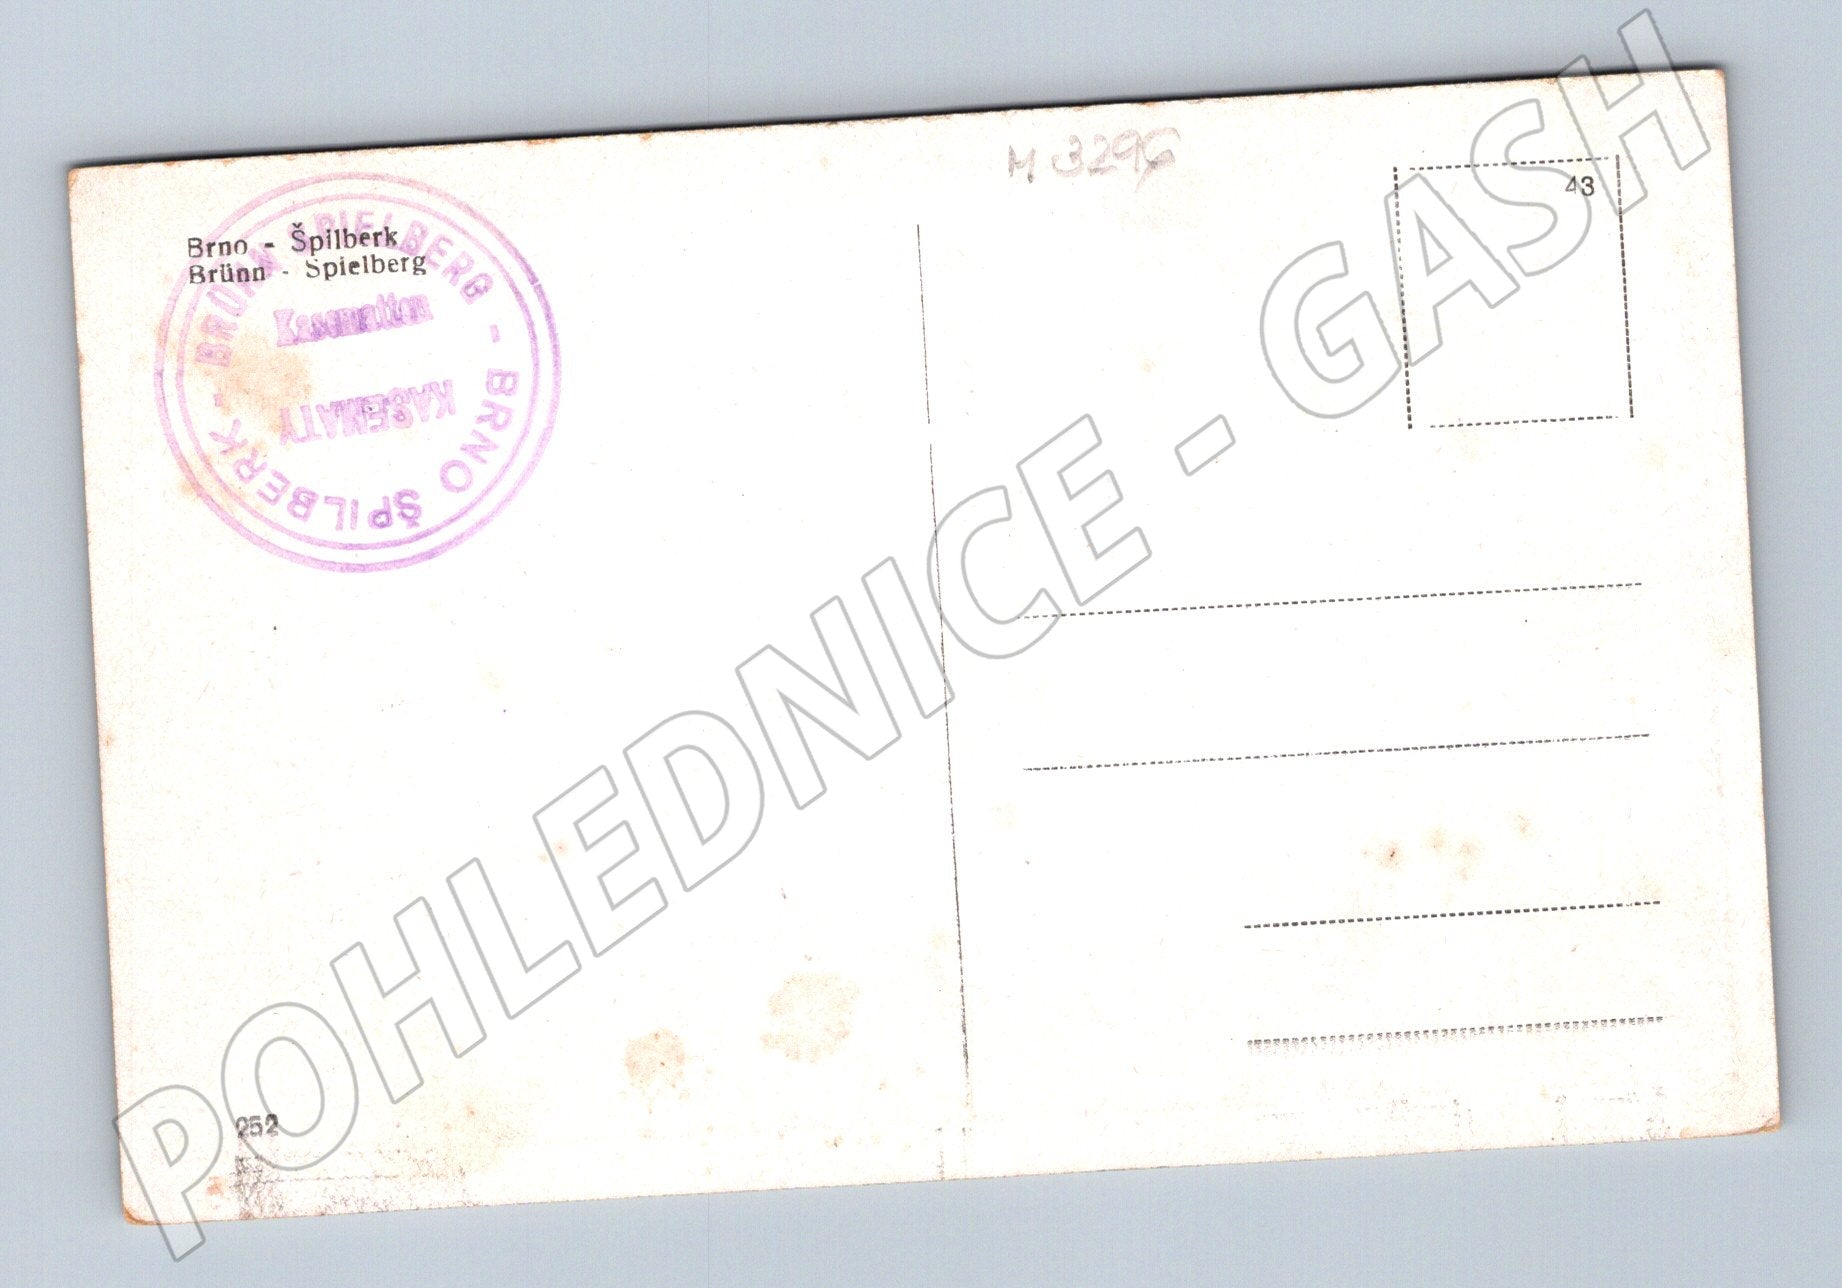 M 3296
43
Brno - Špilberk
Brünn - Spielberg
BRÜNN SPIELBERG - BRNO ŠPILBERK -
Kasematten
KASEMATY
252
POHLEDNICE - GASH